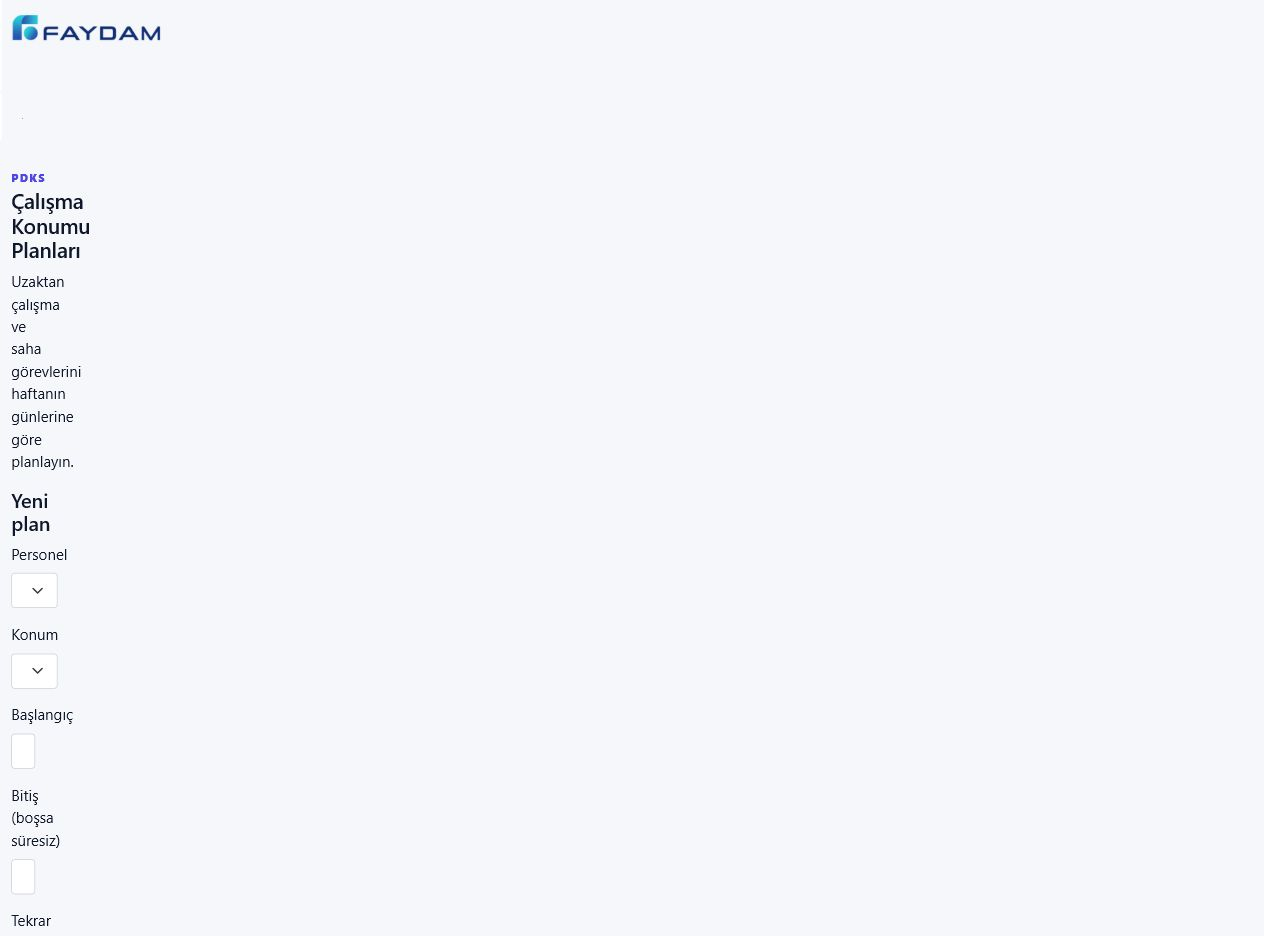 FAYDAM
PDKS
Çalışma
Konumu
Planları
Uzaktan
çalışma
ve
saha
görevlerini
haftanın
günlerine
göre
planlayın.
Yeni
plan
Personel
Konum
Başlangıç
Bitiş
(boşsa
süresiz)
Tekrar